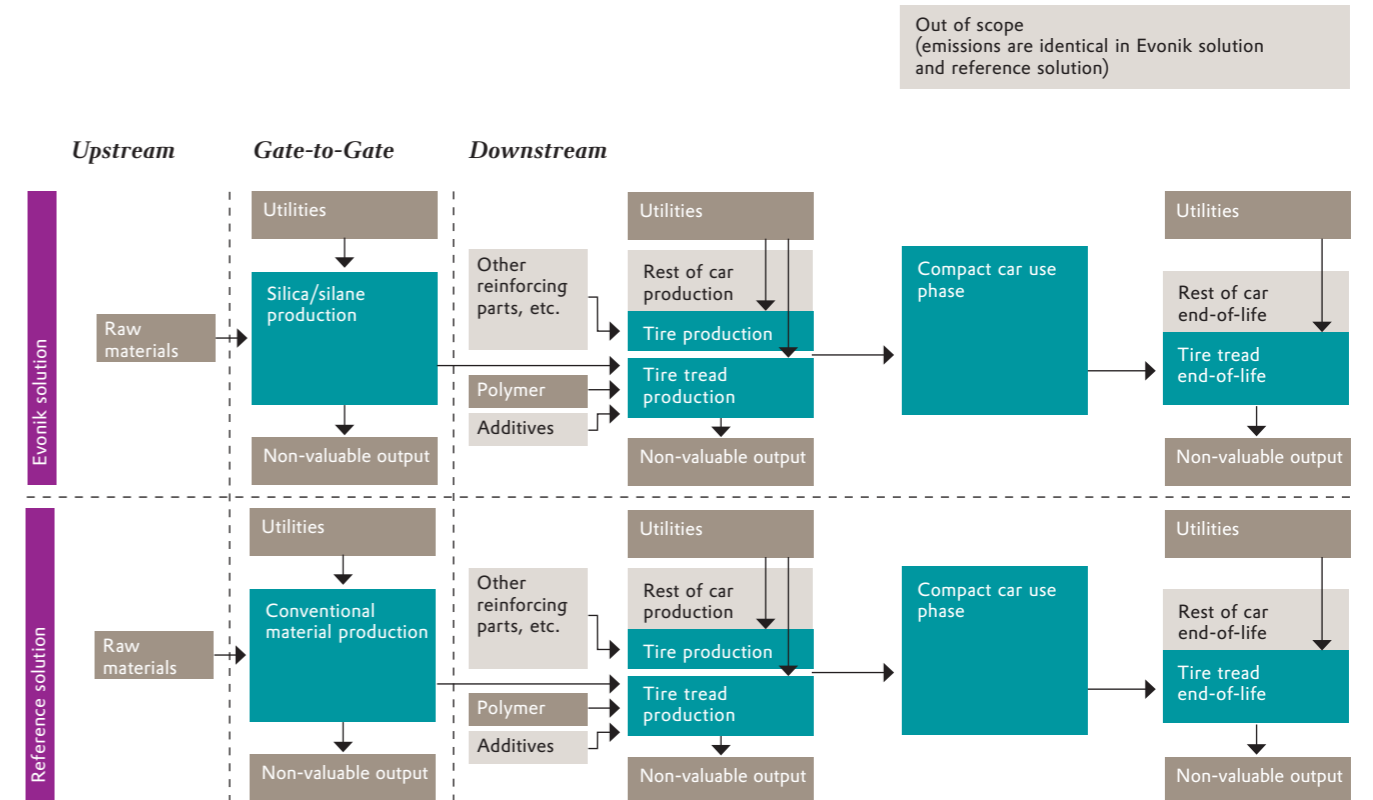 Out of scope
(emissions are identical in Evonik solution
and reference solution)
Upstream
Gate-to-Gate
Downstream
Evonik solution
Raw
materials
Utilities
Silica/silane
production
Non-valuable output
Other
reinforcing
parts, etc.
Polymer
Additives
Utilities
Rest of car
production
Tire production
Tire tread
production
Non-valuable output
Compact car use
phase
Utilities
Rest of car
end-of-life
Tire tread
end-of-life
Non-valuable output
Reference solution
Raw
materials
Utilities
Conventional
material production
Non-valuable output
Other
reinforcing
parts, etc.
Polymer
Additives
Utilities
Rest of car
production
Tire production
Tire tread
production
Non-valuable output
Compact car use
phase
Utilities
Rest of car
end-of-life
Tire tread
end-of-life
Non-valuable output